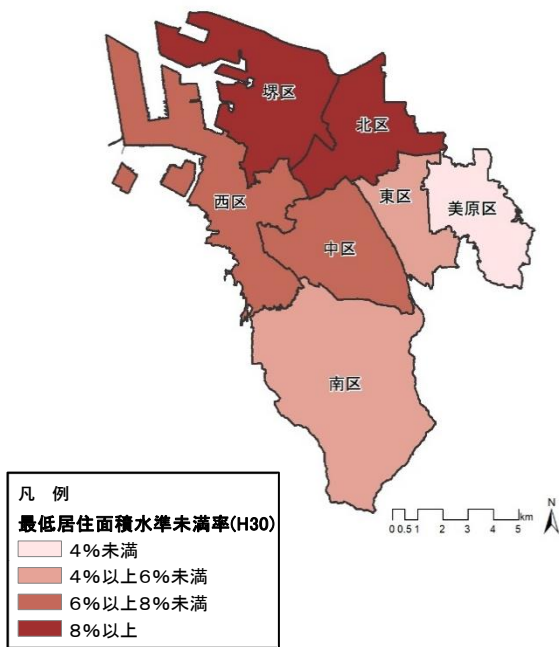 堺区
北区
東区
美原区
西区
中区
南区
凡 例
最低居住面積水準未満率(H30)
4%未満
4%以上6%未満
6%以上8%未満
8%以上
N
km
0 0.5 1 2 3 4 5